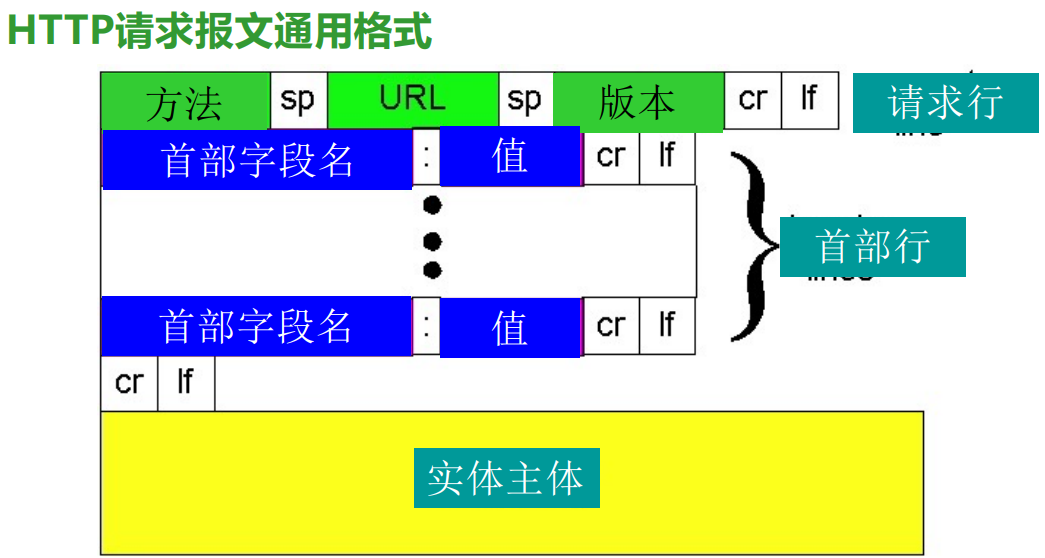 HTTP请求报文通用格式
方法 sp URL sp 版本 cr lf 请求行
首部字段名 : 值 cr lf
首部行
首部字段名 : 值 cr lf
cr lf
实体主体